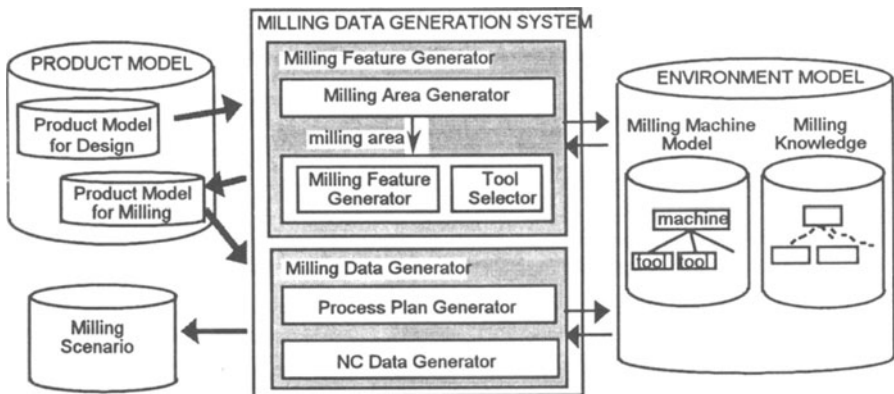 PRODUCT MODEL
Product Model
for Design
Product Model
for Milling
Milling
Scenario
MILLING DATA GENERATION SYSTEM
Milling Feature Generator
Milling Area Generator
milling area
Milling Feature
Generator
Tool
Selector
Milling Data Generator
Process Plan Generator
NC Data Generator
ENVIRONMENT MODEL
Milling Machine
Model
machine
tool
tool
Milling
Knowledge